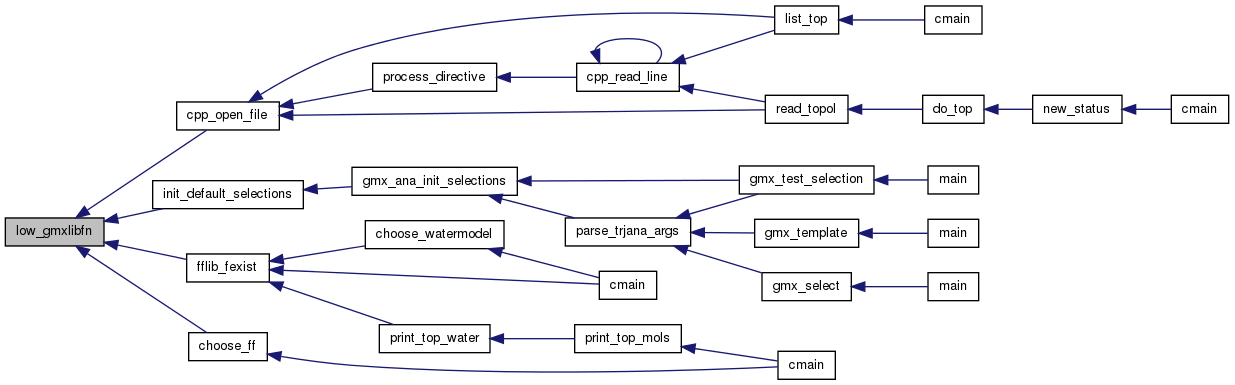 list_top
cmain
process_directive
cpp_read_line
cpp_open_file
read_topol
do_top
new_status
cmain
init_default_selections
gmx_ana_init_selections
gmx_test_selection
main
low_gmxlibfn
choose_watermodel
parse_trjana_args
gmx_template
main
fflib_fexist
cmain
gmx_select
main
choose_ff
print_top_water
print_top_mols
cmain